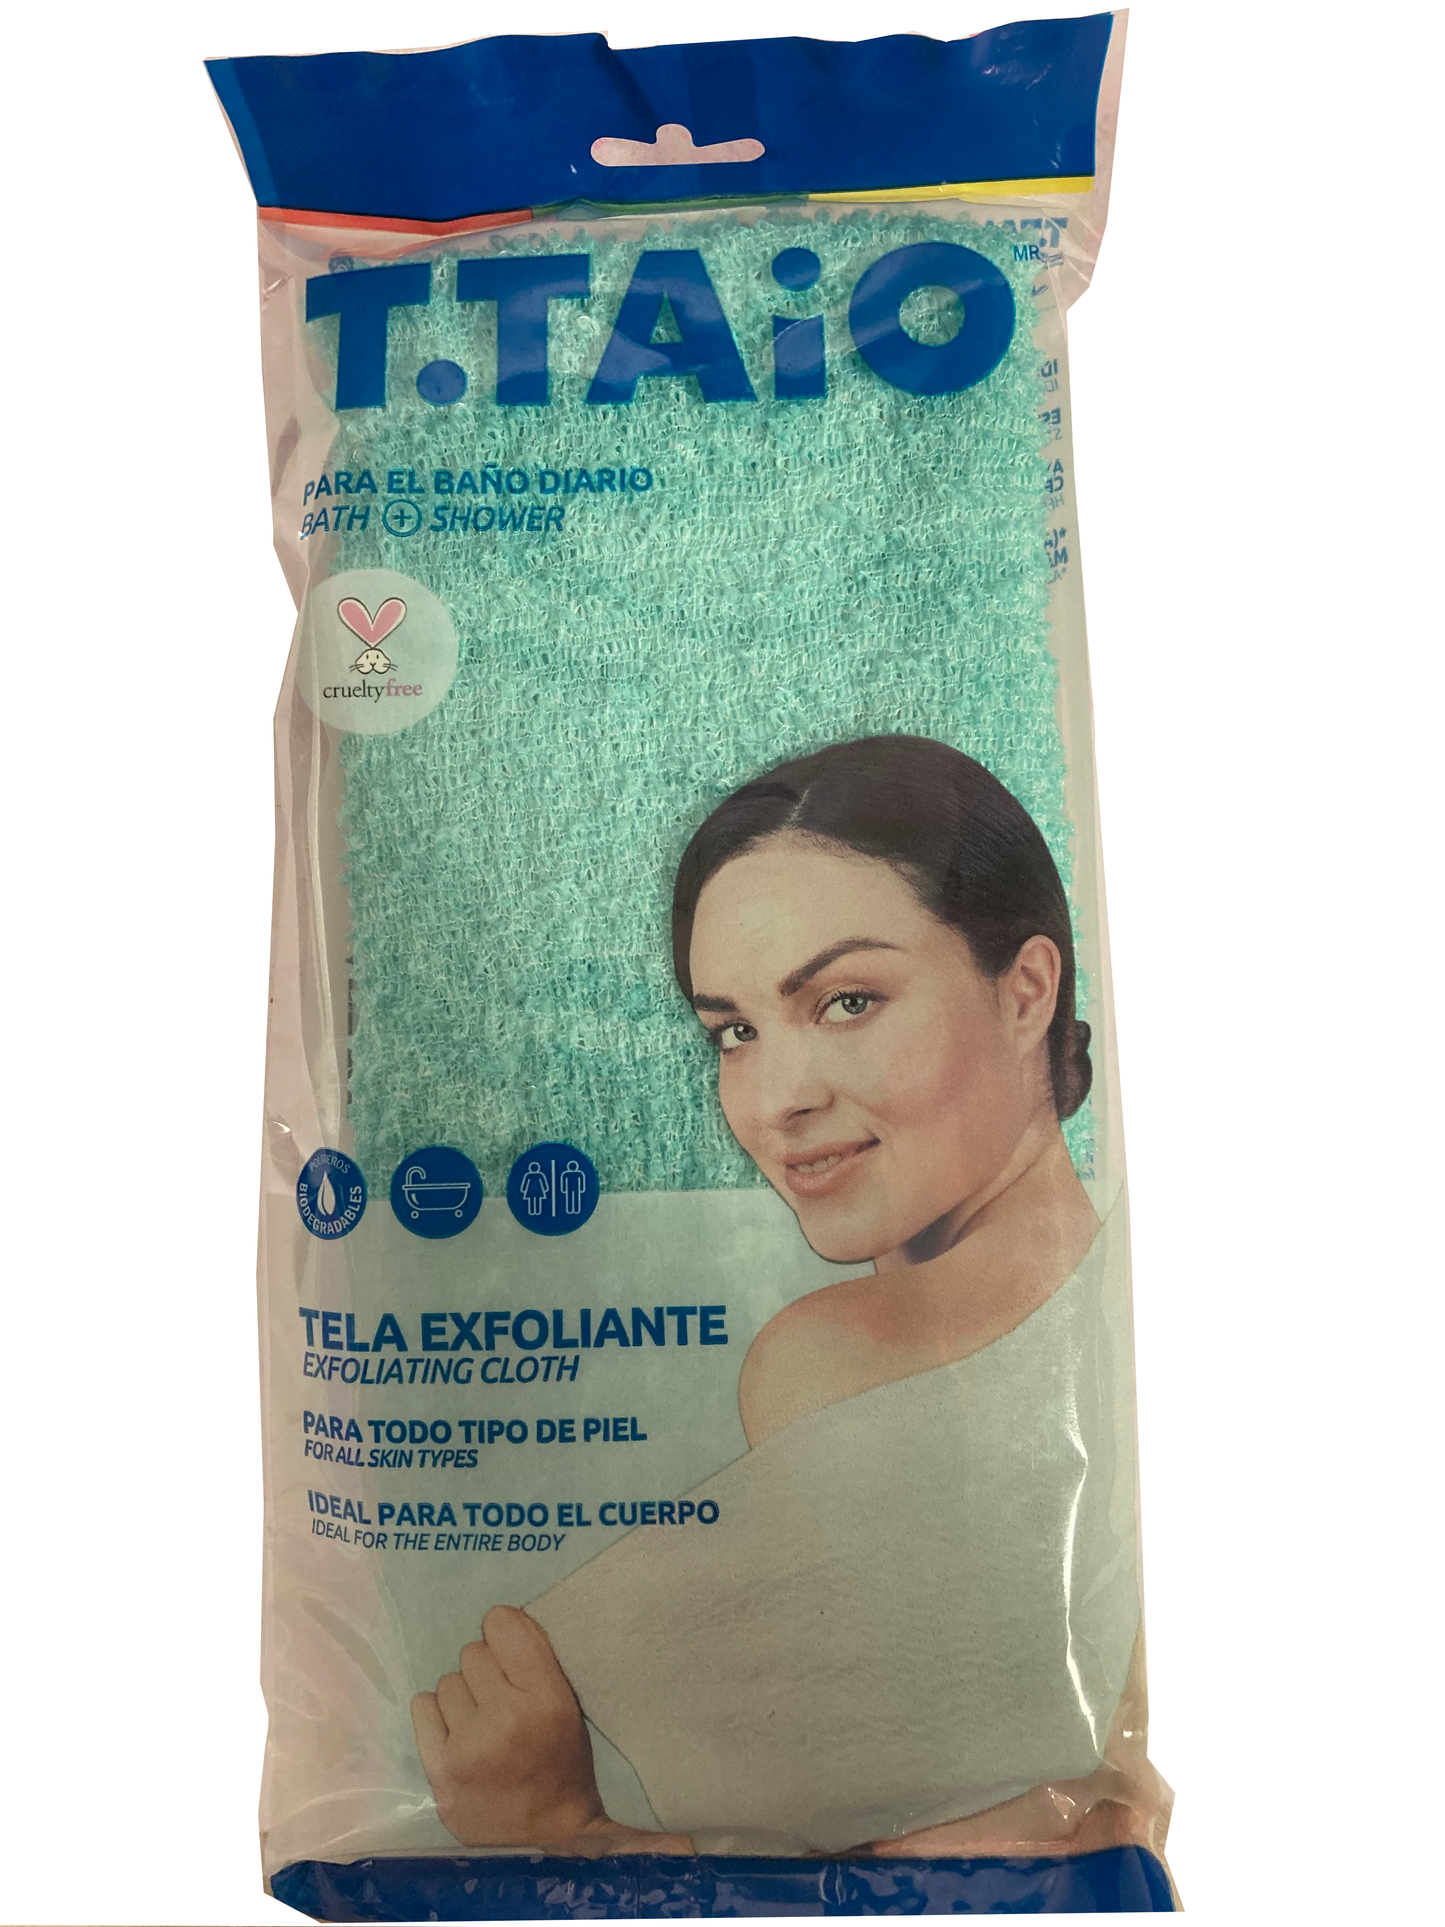 T.TAiO MR
PARA EL BAÑO DIARIO
BATH + SHOWER
crueltyfree
POLÍMEROS
BIODEGRADABLES
TELA EXFOLIANTE
EXFOLIATING CLOTH
PARA TODO TIPO DE PIEL
FOR ALL SKIN TYPES
IDEAL PARA TODO EL CUERPO
IDEAL FOR THE ENTIRE BODY